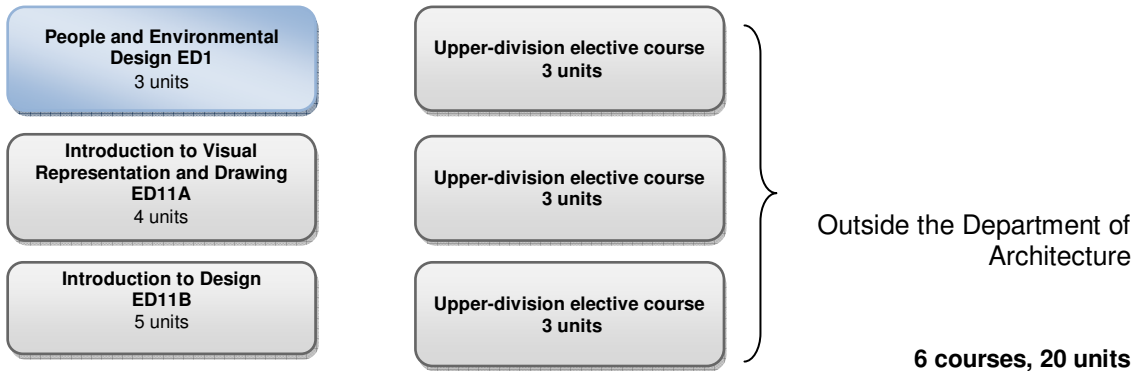 People and Environmental
Design ED1
3 units
Introduction to Visual
Representation and Drawing
ED11A
4 units
Introduction to Design
ED11B
5 units
Upper-division elective course
3 units
Upper-division elective course
3 units
Upper-division elective course
3 units
Outside the Department of
Architecture
6 courses, 20 units